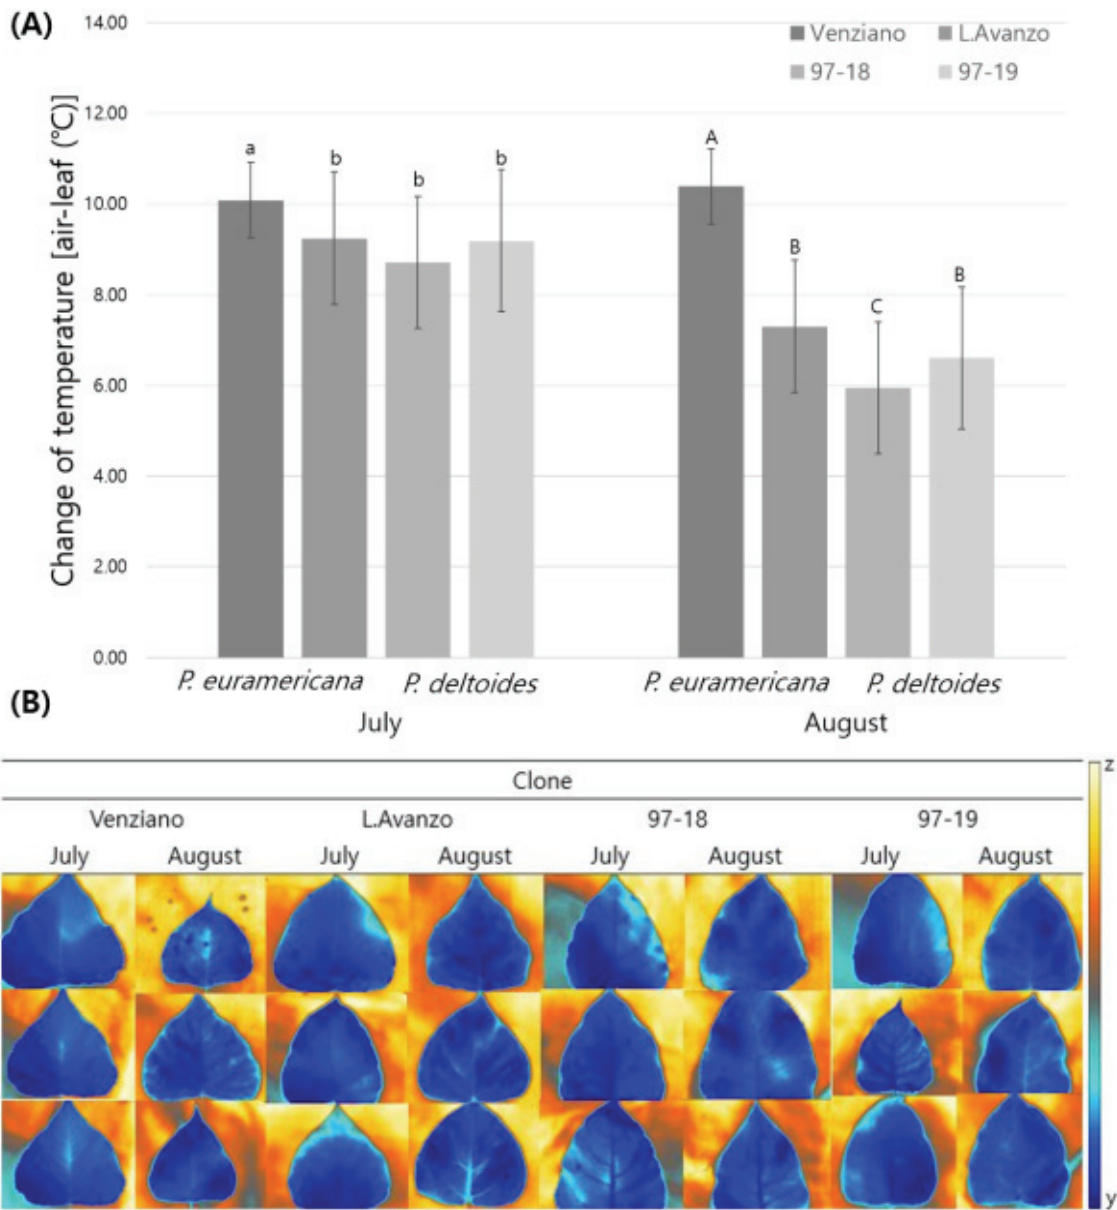 (A)
14.00
Venziano L.Avanzo
97-18 97-19
12.00
10.00
8.00
6.00
4.00
2.00
0.00
Change of temperature [air-leaf (℃)]
a b b b A B C B
P. euramericana P. deltoides P. euramericana P. deltoides
July August
(B)
Clone
Venziano L.Avanzo 97-18 97-19
July August July August July August July August
z
y